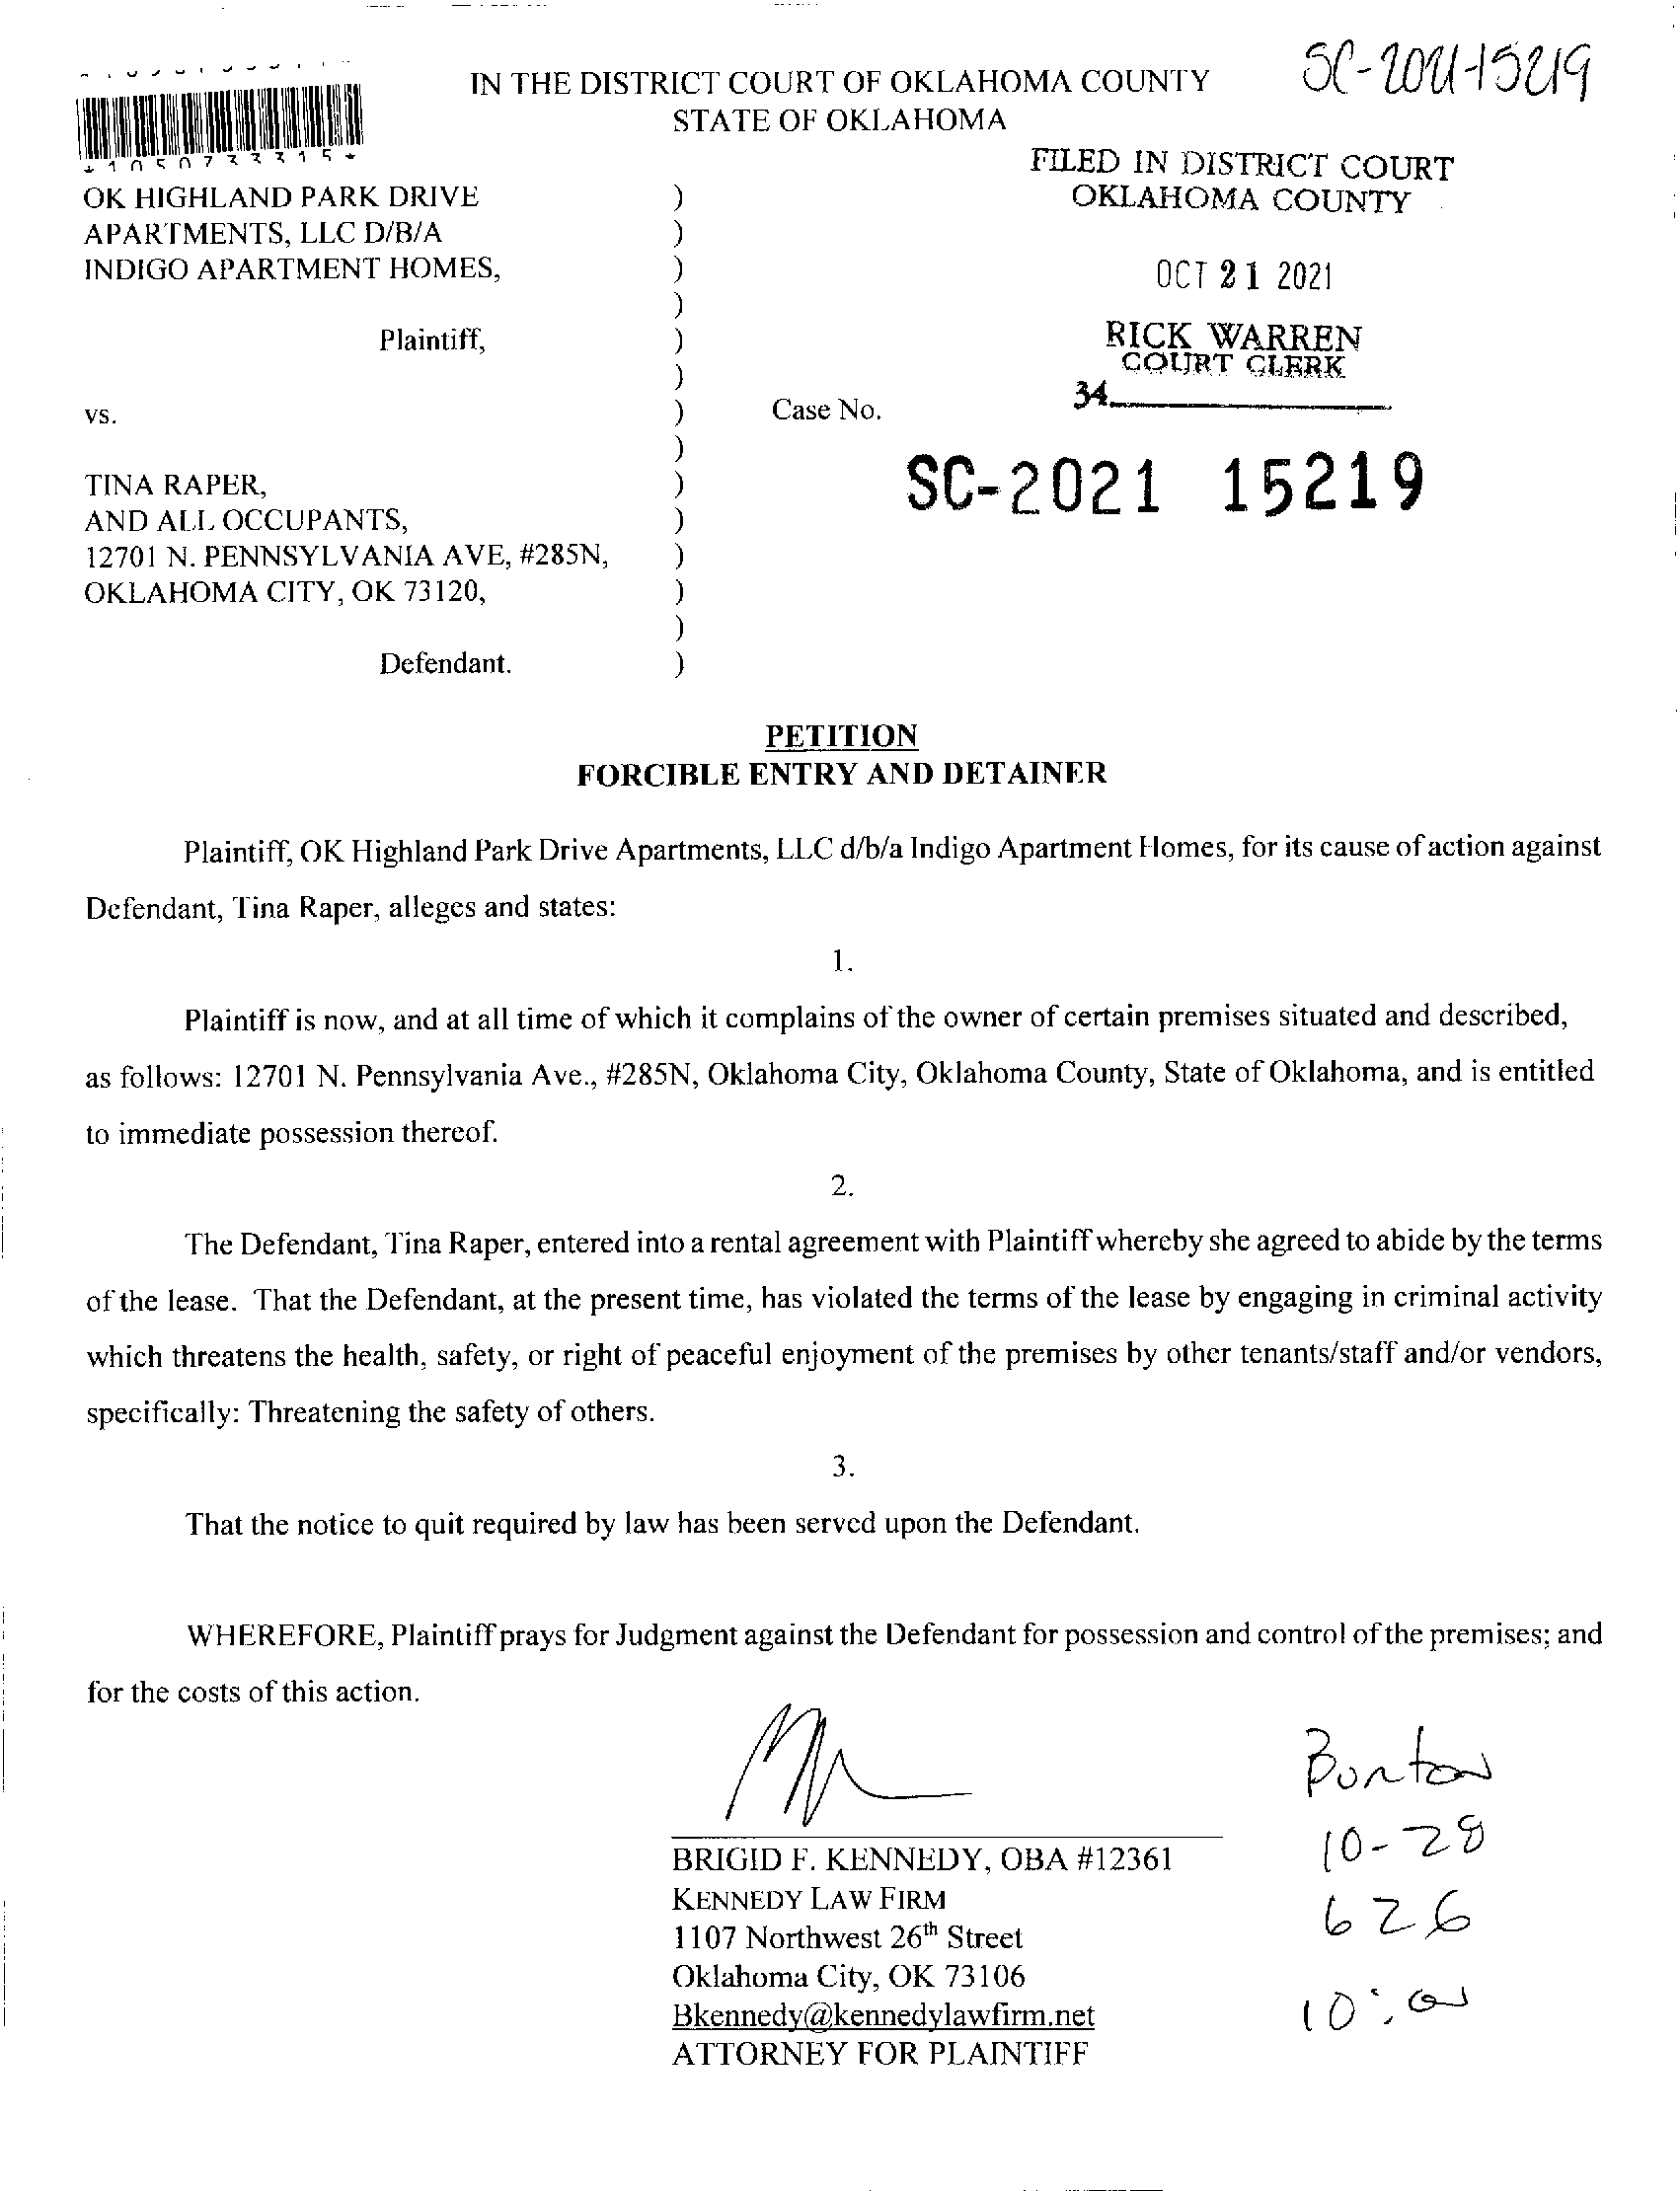 SC-2021-15219
IN THE DISTRICT COURT OF OKLAHOMA COUNTY
STATE OF OKLAHOMA
* 1 0 5 0 7 3 3 3 1 5 *
FILED IN DISTRICT COURT
OKLAHOMA COUNTY
OCT 21 2021
RICK WARREN
COURT CLERK
34
OK HIGHLAND PARK DRIVE )
APARTMENTS, LLC D/B/A )
INDIGO APARTMENT HOMES, )
)
Plaintiff, )
)
vs. ) Case No.
)
SC-2021 15219
TINA RAPER, )
AND ALL OCCUPANTS, )
12701 N. PENNSYLVANIA AVE, #285N, )
OKLAHOMA CITY, OK 73120, )
)
Defendant. )
PETITION
FORCIBLE ENTRY AND DETAINER
Plaintiff, OK Highland Park Drive Apartments, LLC d/b/a Indigo Apartment Homes, for its cause of action against
Defendant, Tina Raper, alleges and states:
1.
Plaintiff is now, and at all time of which it complains of the owner of certain premises situated and described,
as follows: 12701 N. Pennsylvania Ave., #285N, Oklahoma City, Oklahoma County, State of Oklahoma, and is entitled
to immediate possession thereof.
2.
The Defendant, Tina Raper, entered into a rental agreement with Plaintiff whereby she agreed to abide by the terms
of the lease. That the Defendant, at the present time, has violated the terms of the lease by engaging in criminal activity
which threatens the health, safety, or right of peaceful enjoyment of the premises by other tenants/staff and/or vendors,
specifically: Threatening the safety of others.
3.
That the notice to quit required by law has been served upon the Defendant.
WHEREFORE, Plaintiff prays for Judgment against the Defendant for possession and control of the premises; and
for the costs of this action.
BRIGID F. KENNEDY, OBA #12361
KENNEDY LAW FIRM
1107 Northwest 26th Street
Oklahoma City, OK 73106
Bkennedy@kennedylawfirm.net
ATTORNEY FOR PLAINTIFF
10-28
626
10:00